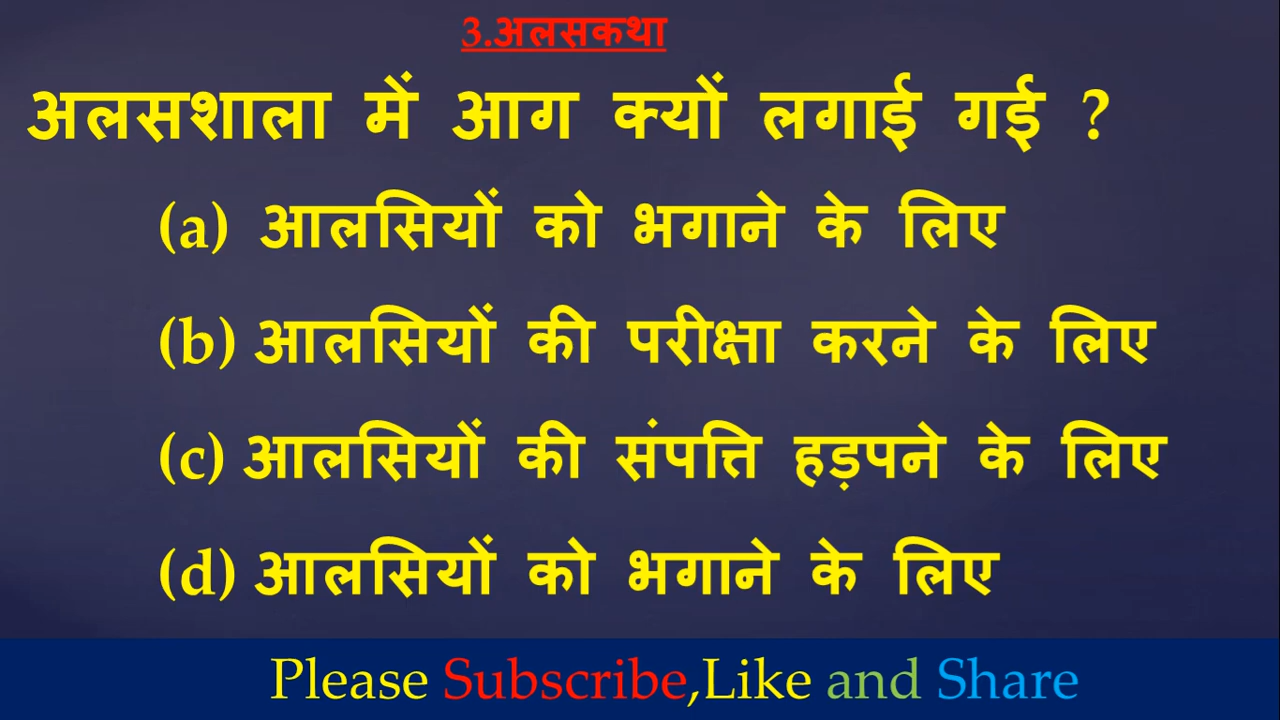 3.अलसकथा
अलसशाला में आग क्यों लगाई गई ?
(a) आलसियों को भगाने के लिए
(b) आलसियों की परीक्षा करने के लिए
(c) आलसियों की संपत्ति हड़पने के लिए
(d) आलसियों को भगाने के लिए
Please Subscribe,Like and Share